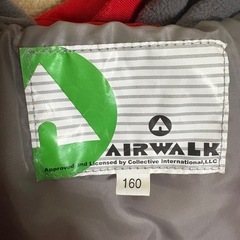 AIRWALK
Approved and Licensed by Collective International,LLC
160